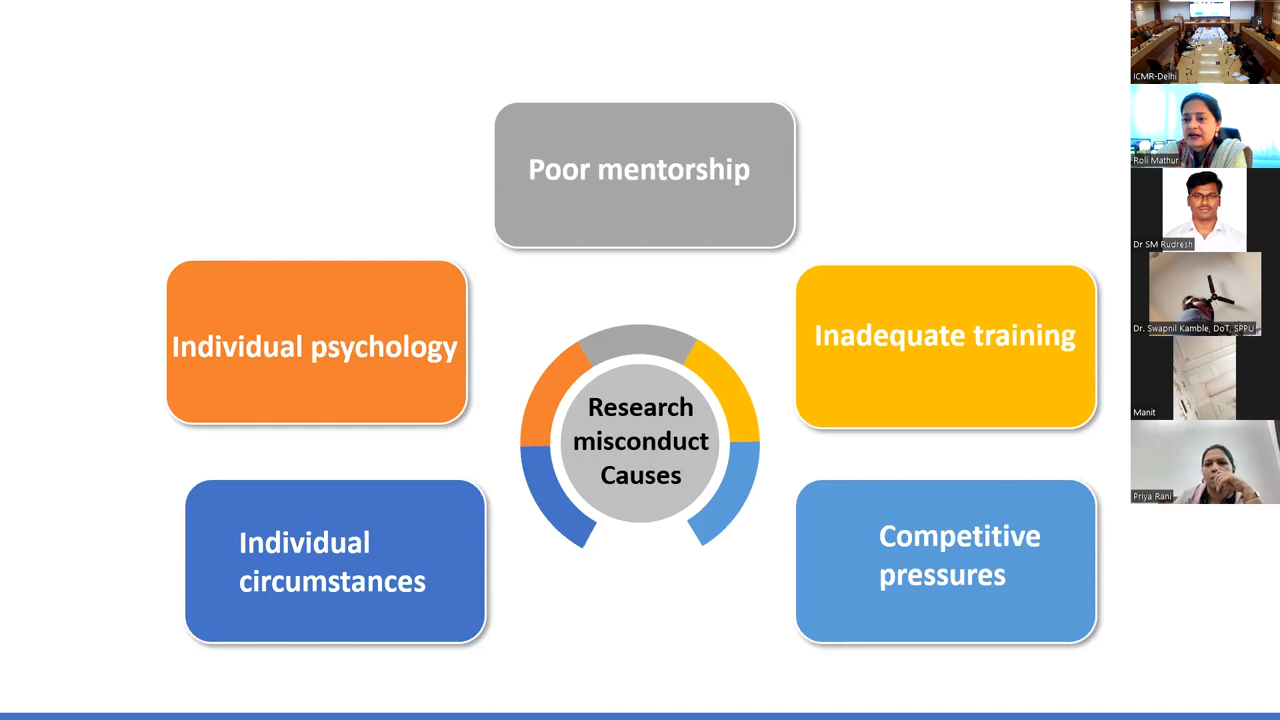 Poor mentorship
Individual psychology
Inadequate training
Research
misconduct
Causes
Individual
circumstances
Competitive
pressures
ICMR-Delhi
Roli Mathur
Dr SM Rudresh
Dr. Swapnil Kamble, DoT, SPPU
Manit
Priya Rani